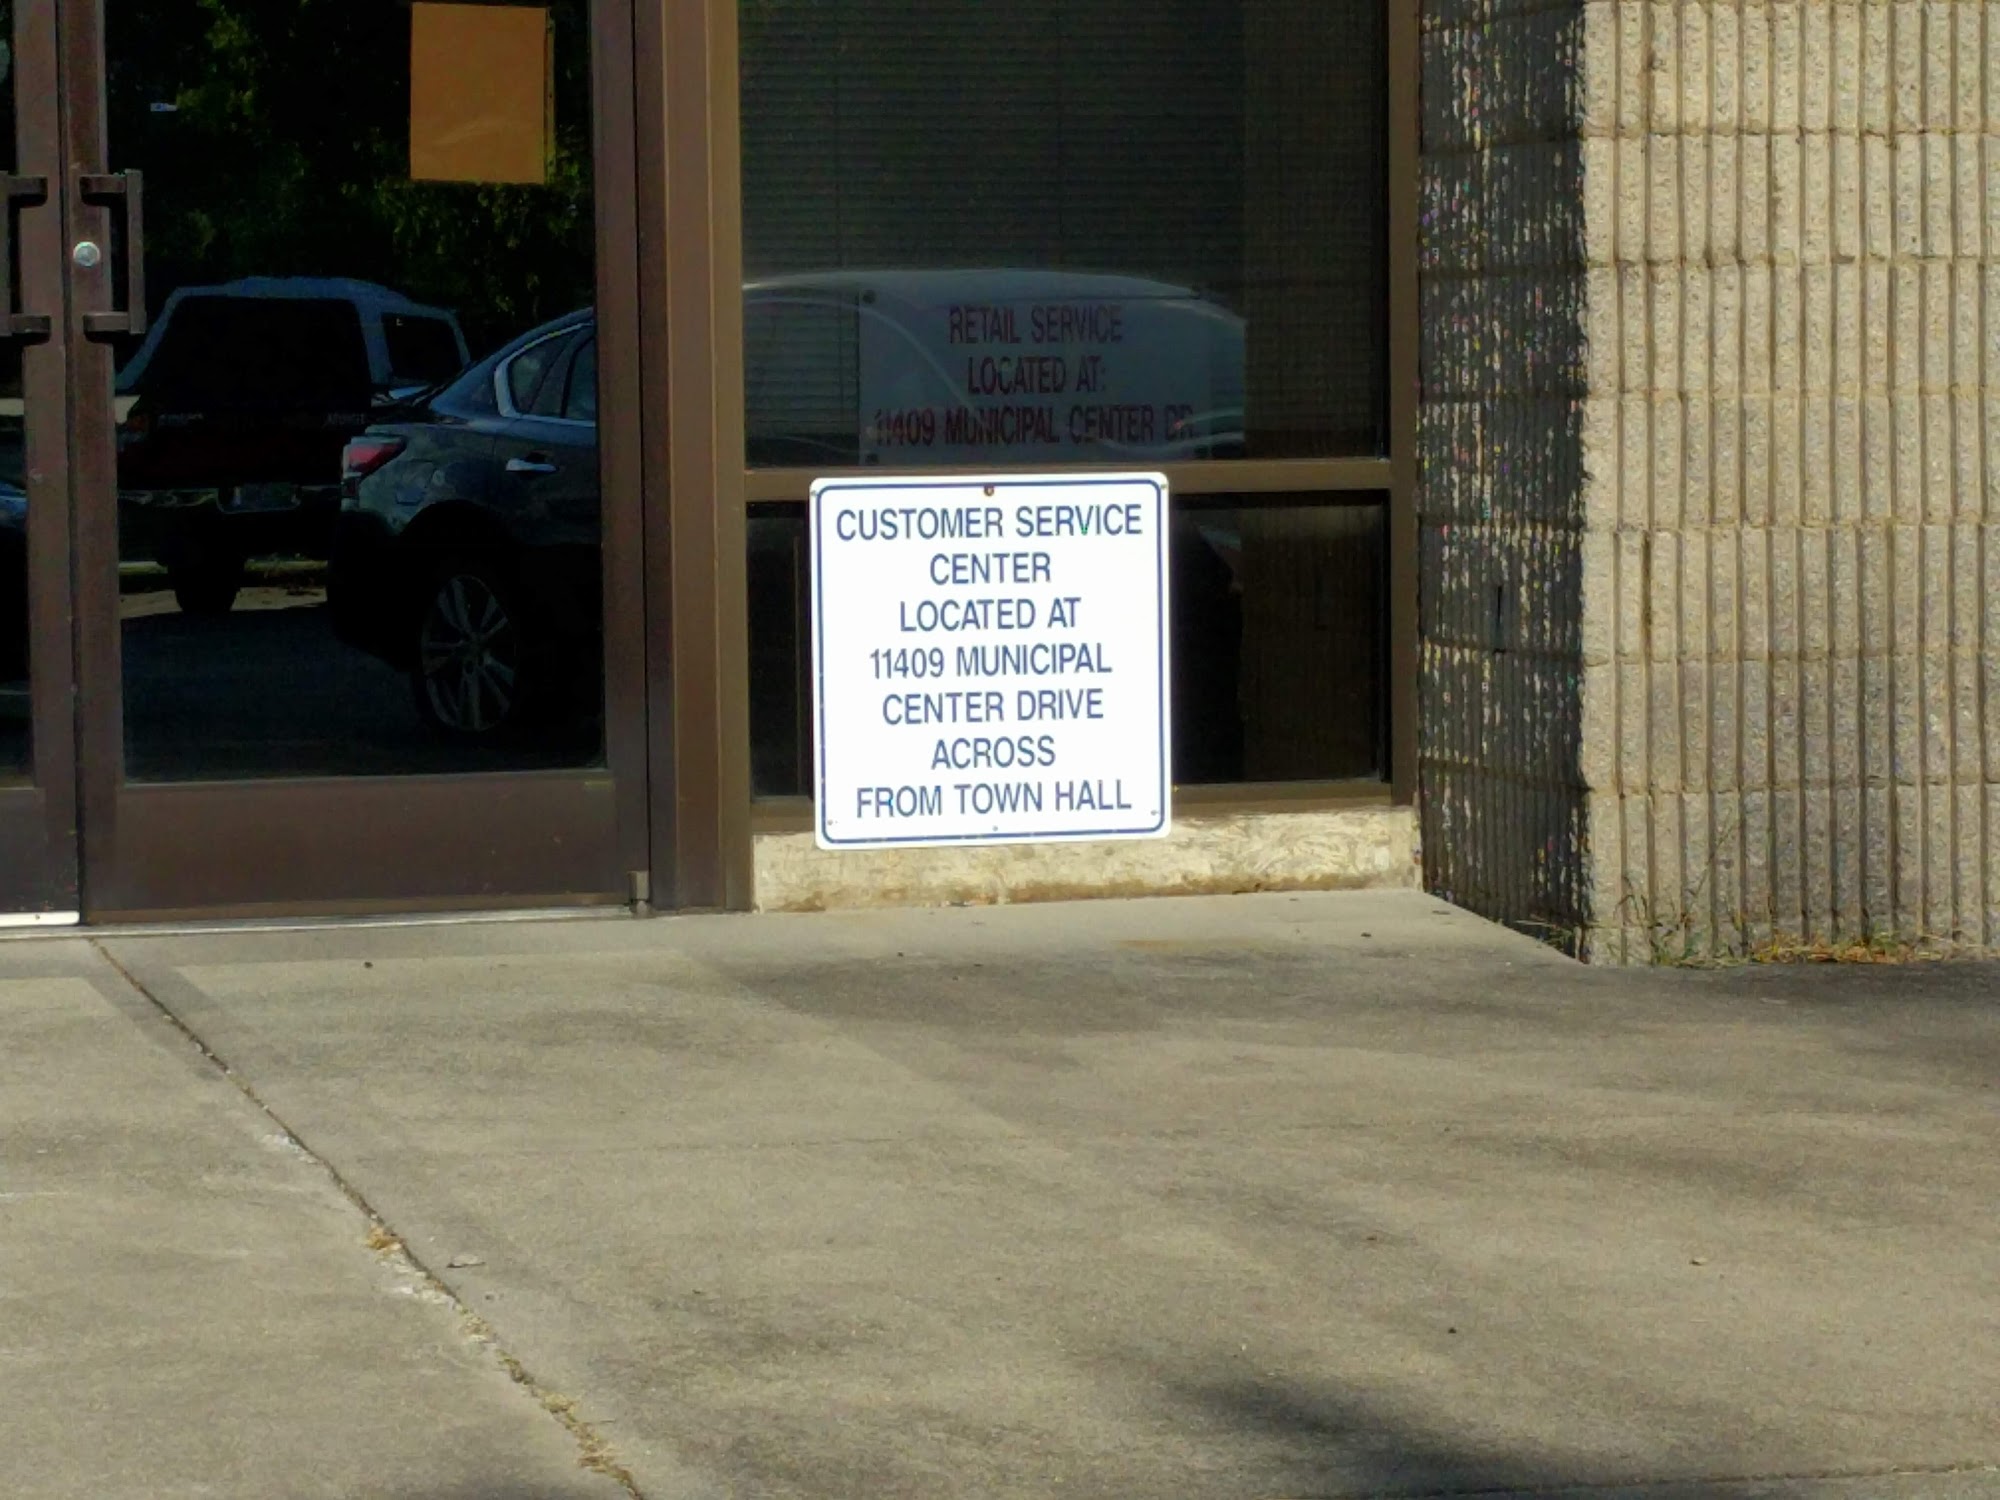 RETAIL SERVICE
LOCATED AT:
11409 MUNICIPAL CENTER DR
CUSTOMER SERVICE
CENTER
LOCATED AT
11409 MUNICIPAL
CENTER DRIVE
ACROSS
FROM TOWN HALL